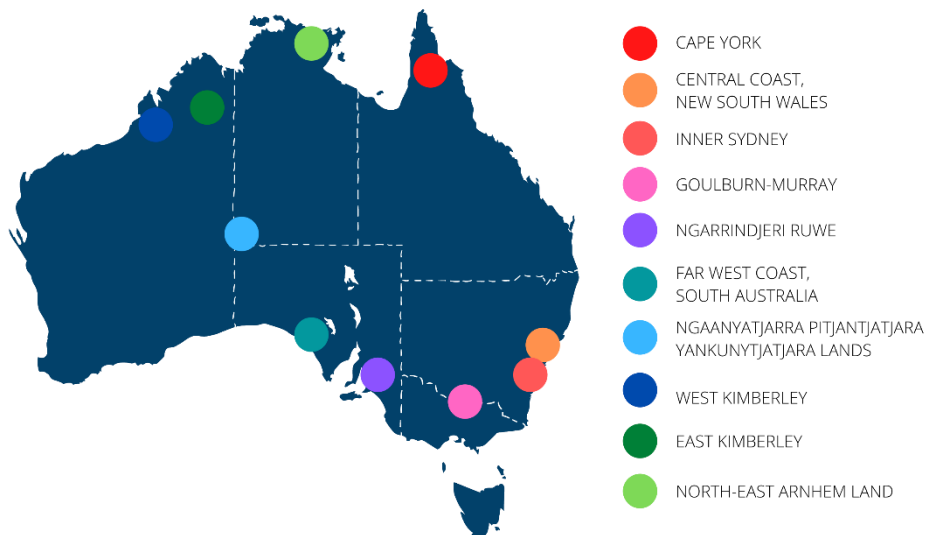 CAPE YORK
CENTRAL COAST,
NEW SOUTH WALES
INNER SYDNEY
GOULBURN-MURRAY
NGARRINDJERI RUWE
FAR WEST COAST,
SOUTH AUSTRALIA
NGAANYATJARRA PITJANTJATJARA
YANKUNYTJATJARA LANDS
WEST KIMBERLEY
EAST KIMBERLEY
NORTH-EAST ARNHEM LAND